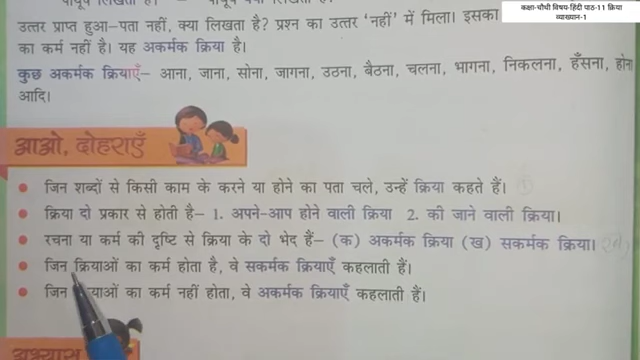 कक्षा-चौथी विषय-हिंदी पाठ-11 क्रिया
व्याख्यान-1
उत्तर प्राप्त हुआ–पता नहीं, क्या लिखता है? प्रश्न का उत्तर ‘नहीं’ में मिला। इसका
का कर्म नहीं है। यह अकर्मक क्रिया है।
कुछ अकर्मक क्रियाएँ– आना, जाना, सोना, जागना, उठना, बैठना, चलना, भागना, निकलना, हँसना, होना
आदि।
आओ, दोहराएँ
जिन शब्दों से किसी काम के करने या होने का पता चले, उन्हें क्रिया कहते हैं।
क्रिया दो प्रकार से होती है– 1. अपने-आप होने वाली क्रिया 2. की जाने वाली क्रिया।
रचना या कर्म की दृष्टि से क्रिया के दो भेद हैं– (क) अकर्मक क्रिया (ख) सकर्मक क्रिया।
जिन क्रियाओं का कर्म होता है, वे सकर्मक क्रियाएँ कहलाती हैं।
जिन का कर्म नहीं होता, वे अकर्मक क्रियाएँ कहलाती हैं।
अभ्यास